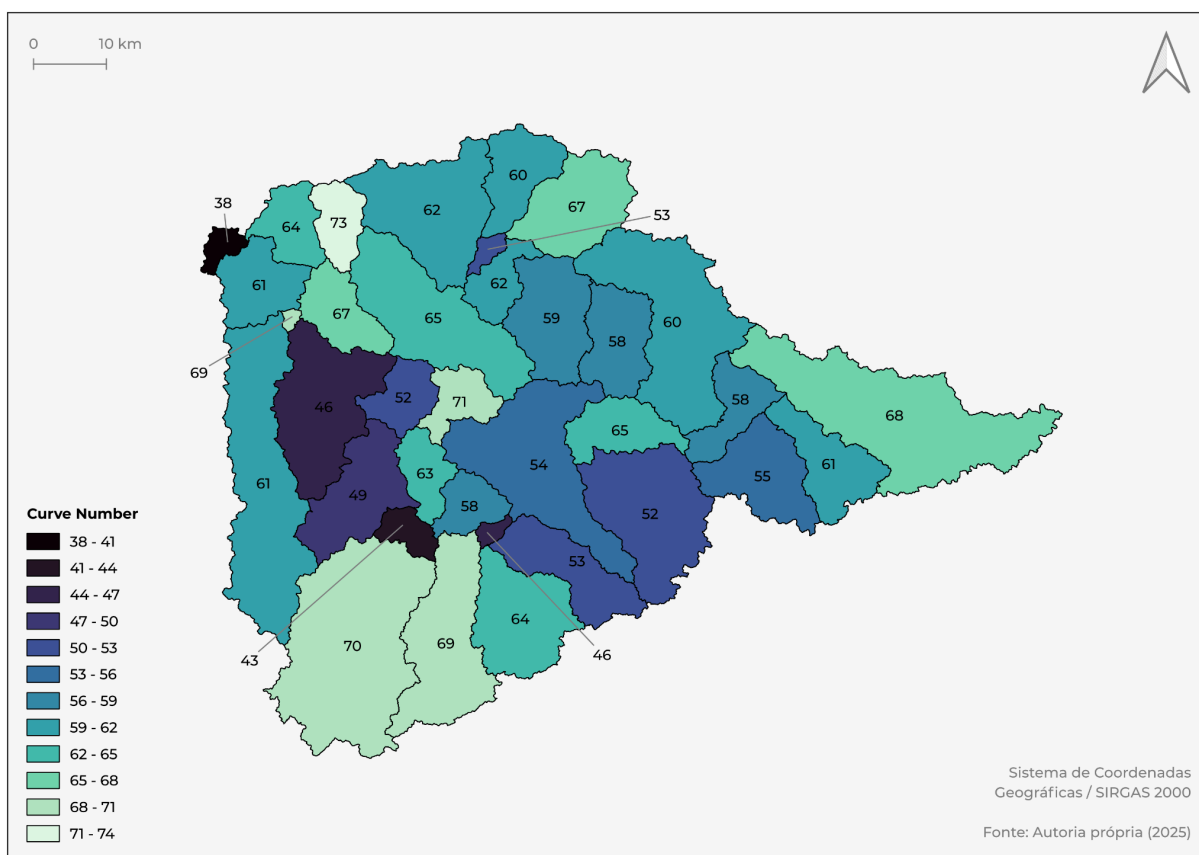 0 10 km
60
38
67
73
62
53
64
61
62
67
65
59
60
58
69
46
52
71
58
68
65
54
63
61
55
61
49
58
52
53
43
46
64
70
69
Curve Number
38 - 41
41 - 44
44 - 47
47 - 50
50 - 53
53 - 56
56 - 59
59 - 62
62 - 65
65 - 68
68 - 71
71 - 74
Sistema de Coordenadas
Geográficas / SIRGAS 2000
Fonte: Autoria própria (2025)